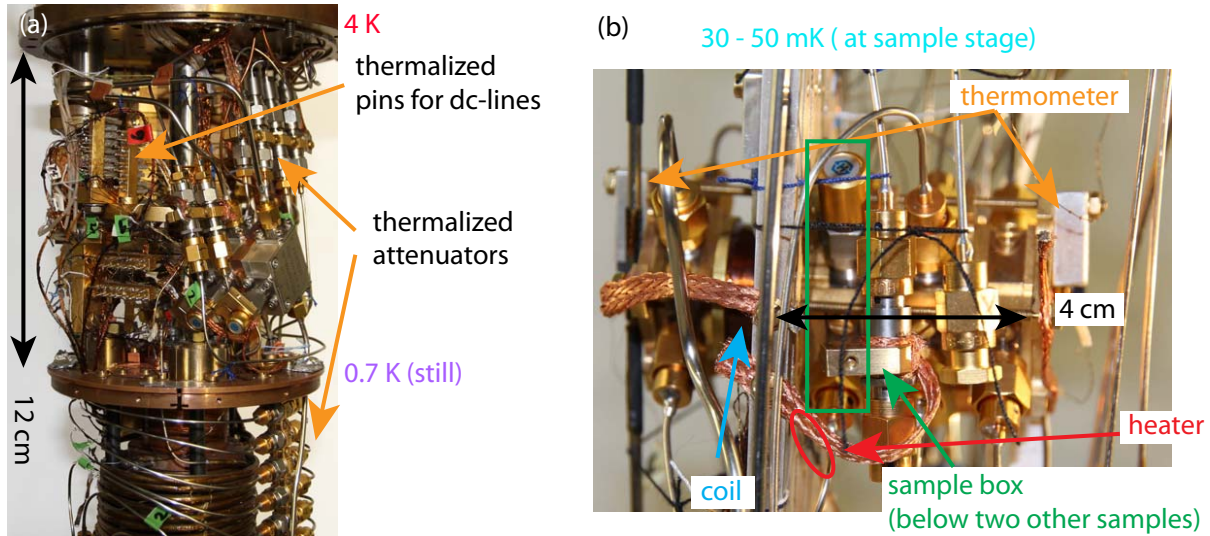 (a)
4 K
thermalized
pins for dc-lines
thermalized
attenuators
0.7 K (still)
12 cm
(b)
30 - 50 mK ( at sample stage)
thermometer
4 cm
heater
coil
sample box
(below two other samples)